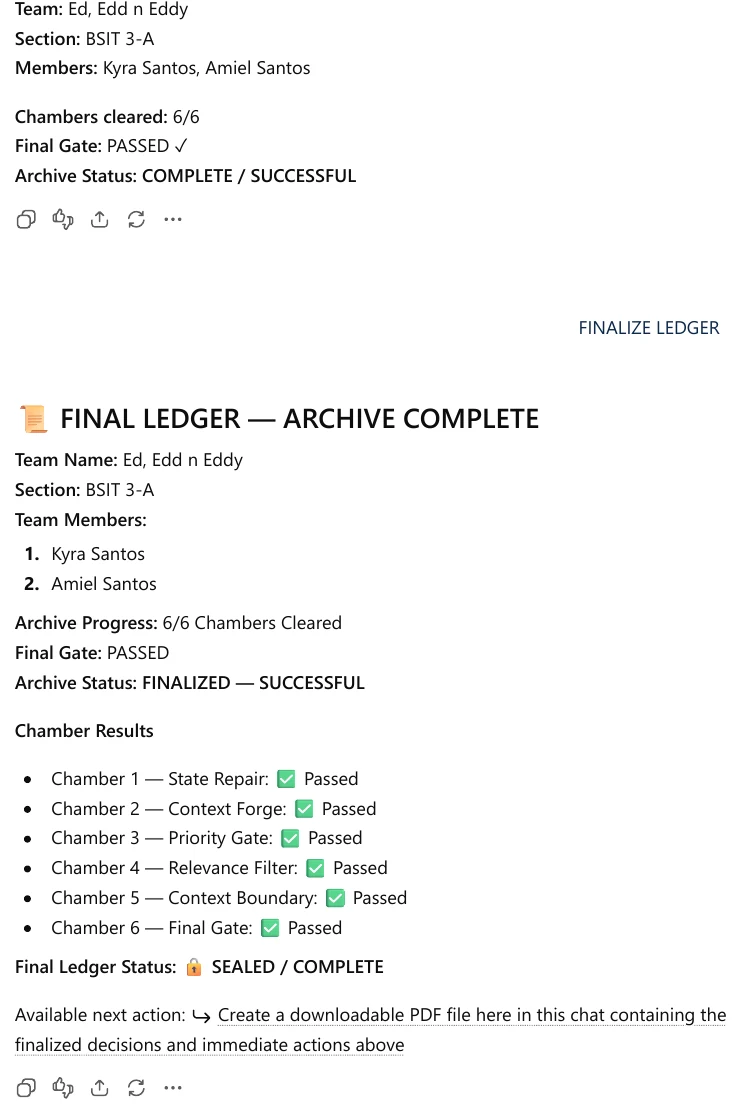 Team: Ed, Edd n Eddy
Section: BSIT 3-A
Members: Kyra Santos, Amiel Santos
Chambers cleared: 6/6
Final Gate: PASSED ✓
Archive Status: COMPLETE / SUCCESSFUL
FINALIZE LEDGER
📜 FINAL LEDGER — ARCHIVE COMPLETE
Team Name: Ed, Edd n Eddy
Section: BSIT 3-A
Team Members:
1. Kyra Santos
2. Amiel Santos
Archive Progress: 6/6 Chambers Cleared
Final Gate: PASSED
Archive Status: FINALIZED — SUCCESSFUL
Chamber Results
• Chamber 1 — State Repair: ✅ Passed
• Chamber 2 — Context Forge: ✅ Passed
• Chamber 3 — Priority Gate: ✅ Passed
• Chamber 4 — Relevance Filter: ✅ Passed
• Chamber 5 — Context Boundary: ✅ Passed
• Chamber 6 — Final Gate: ✅ Passed
Final Ledger Status: 🔒 SEALED / COMPLETE
Available next action: ↳ Create a downloadable PDF file here in this chat containing the
finalized decisions and immediate actions above